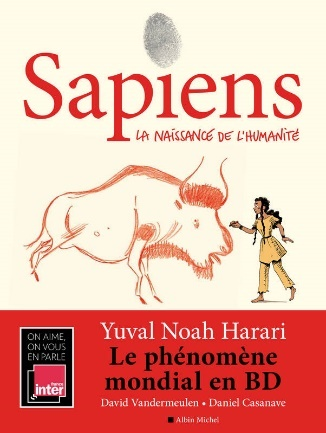 Sapiens
LA NAISSANCE DE L'HUMANITÉ
ON AIME,
ON VOUS
EN PARLE
france
inter
Yuval Noah Harari
Le phénomène
mondial en BD
David Vandermeulen • Daniel Casanave
Albin Michel